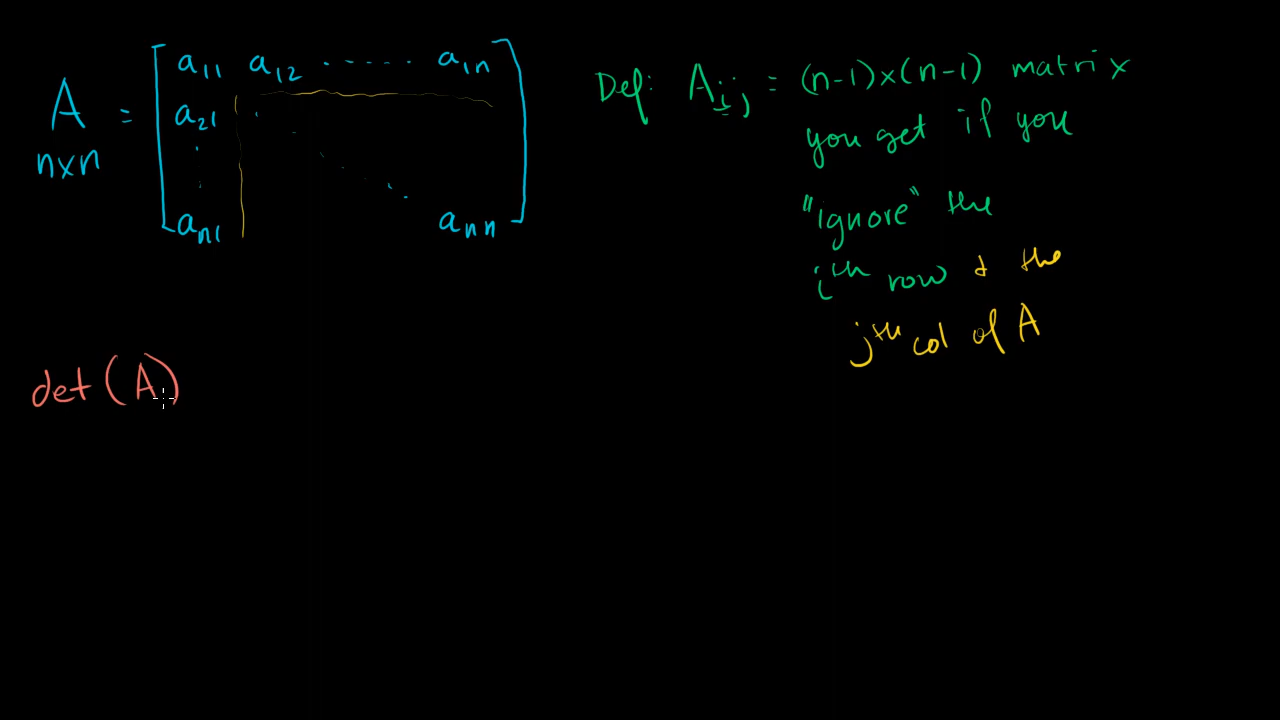 A = [ a11 a12 ...... a1n
n×n a21 .
. . .
. . .
an1 ann ]
Def: Aij = (n-1)×(n-1) matrix
you get if you
"ignore" the
ith row & the
jth col of A
det (A)